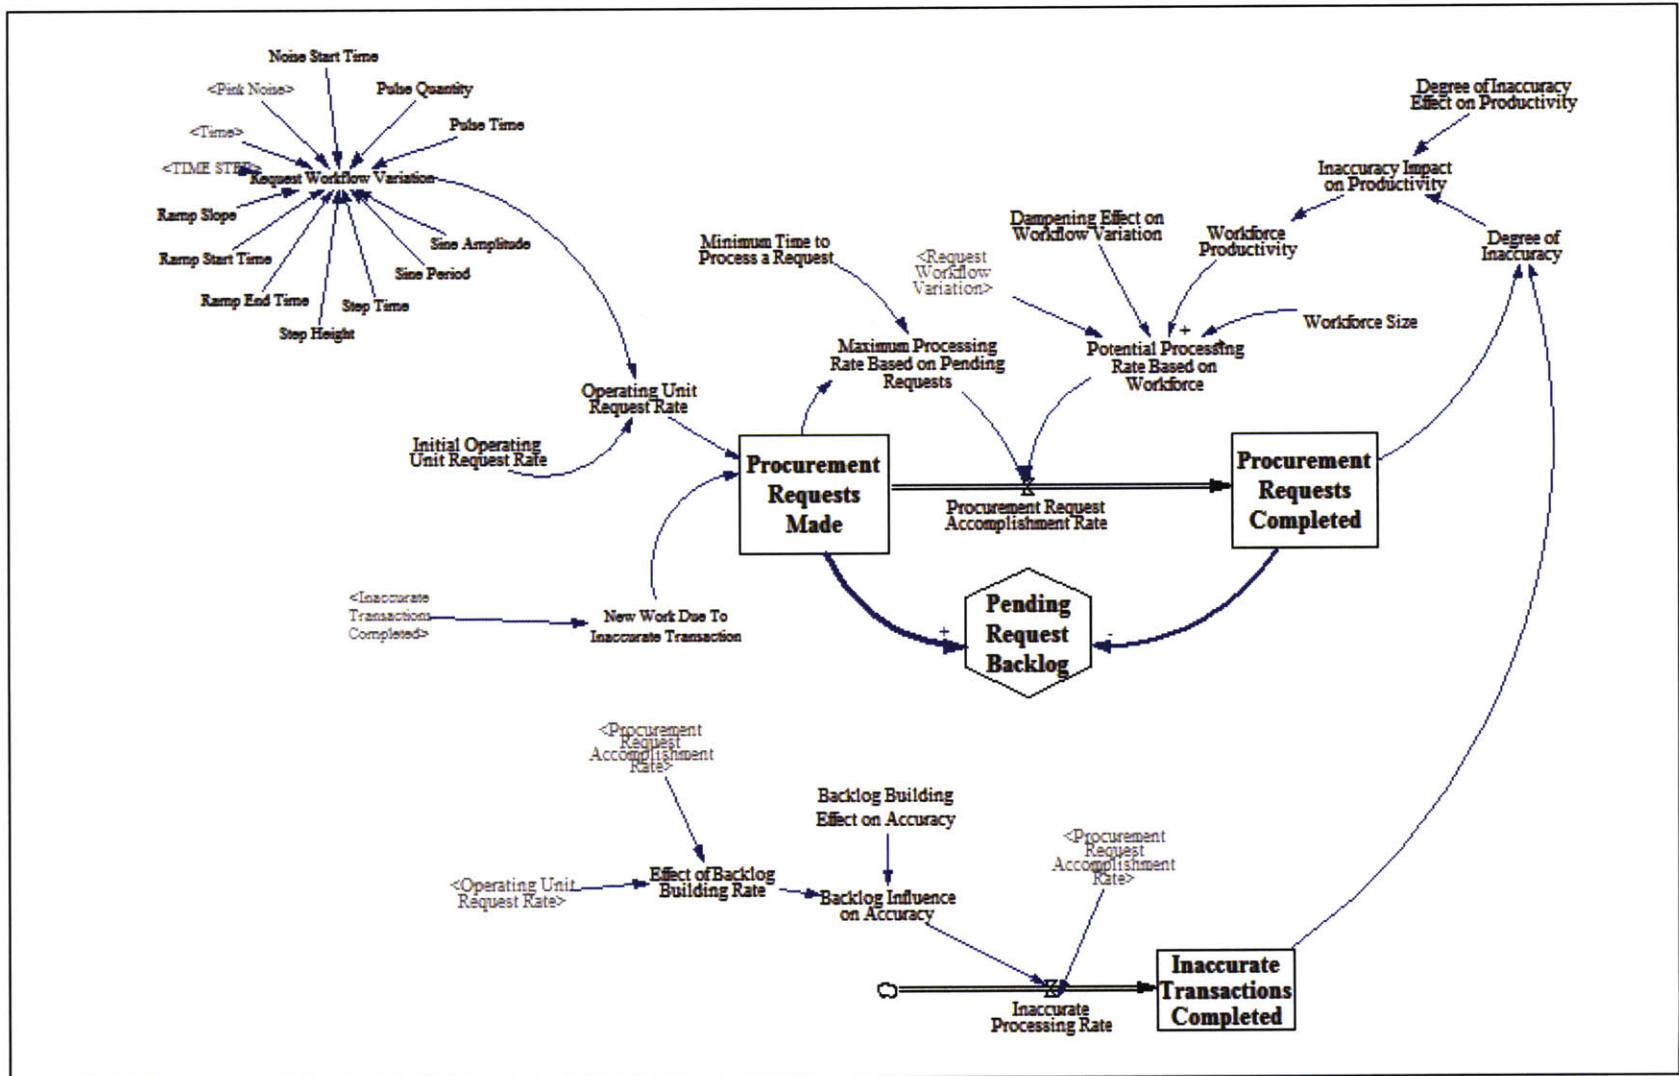 Noise Start Time
<Pink Noise>
Pulse Quantity
<Time>
Pulse Time
<TIME STEP>
Request Workflow Variation
Ramp Slope
Ramp Start Time
Ramp End Time
Step Height
Step Time
Sine Period
Sine Amplitude
Degree of Inaccuracy
Effect on Productivity
Inaccuracy Impact
on Productivity
Dampening Effect on
Workflow Variation
Workforce
Productivity
Degree of
Inaccuracy
Minimum Time to
Process a Request
<Request
Workflow
Variation>
+
Workforce Size
Maximum Processing
Rate Based on Pending
Requests
Potential Processing
Rate Based on
Workforce
Operating Unit
Request Rate
Initial Operating
Unit Request Rate
Procurement
Requests
Made
Procurement Request
Accomplishment Rate
Procurement
Requests
Completed
<Inaccurate
Transactions
Completed>
New Work Due To
Inaccurate Transaction
+
Pending
Request
Backlog
-
<Procurement
Request
Accomplishment
Rate>
Backlog Building
Effect on Accuracy
<Procurement
Request
Accomplishment
Rate>
<Operating Unit
Request Rate>
Effect of Backlog
Building Rate
Backlog Influence
on Accuracy
Inaccurate
Processing Rate
Inaccurate
Transactions
Completed